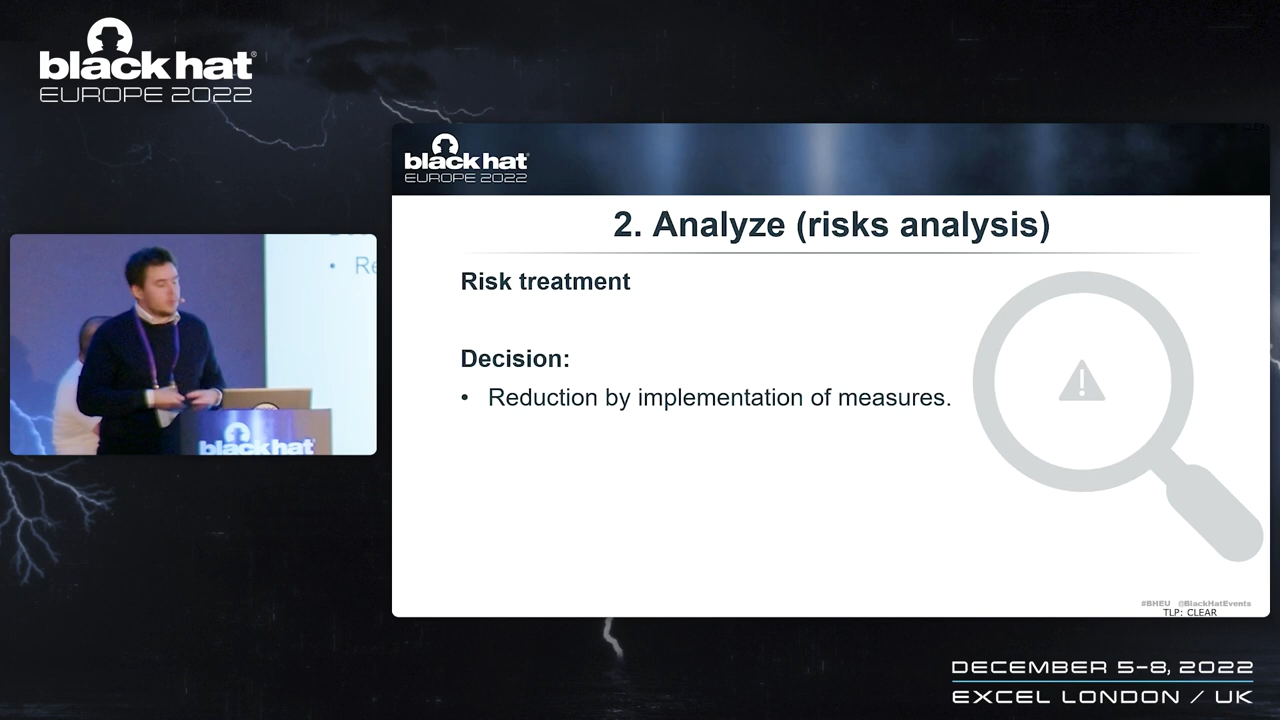 black hat®
EUROPE 2022
black hat®
EUROPE 2022
2. Analyze (risks analysis)
Risk treatment
Decision:
• Reduction by implementation of measures.
• Re
black hat
#BHEU @BlackHatEvents
TLP: CLEAR
DECEMBER 5-8, 2022
EXCEL LONDON / UK